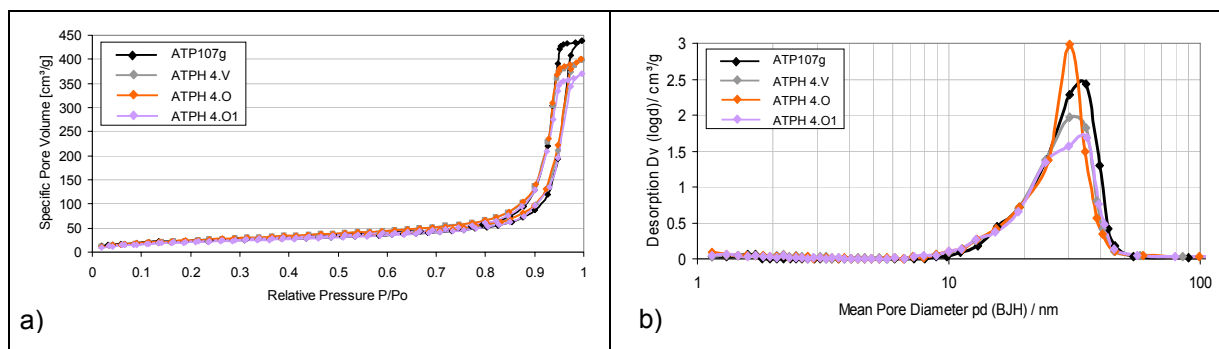 Specific Pore Volume [cm³/g]
450
400
350
300
250
200
150
100
50
0
ATP107g
ATPH 4.V
ATPH 4.O
ATPH 4.O1
0 0.1 0.2 0.3 0.4 0.5 0.6 0.7 0.8 0.9 1
Relative Pressure P/Po
a)
Desorption Dv (logd)/ cm³/g
3
2.5
2
1.5
1
0.5
0
ATP107g
ATPH 4.V
ATPH 4.O
ATPH 4.O1
1 10 100
Mean Pore Diameter pd (BJH) / nm
b)